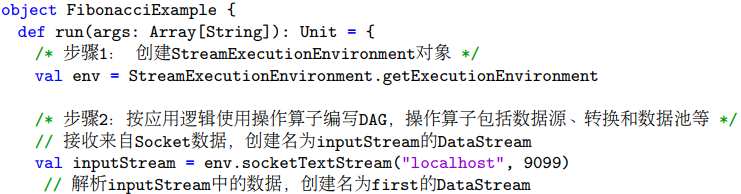 object FibonacciExample {
def run(args: Array[String]): Unit = {
/* 步骤1： 创建StreamExecutionEnvironment对象 */
val env = StreamExecutionEnvironment.getExecutionEnvironment
/* 步骤2：按应用逻辑使用操作算子编写DAG，操作算子包括数据源、转换和数据池等 */
// 接收来自Socket数据，创建名为inputStream的DataStream
val inputStream = env.socketTextStream("localhost", 9099)
// 解析inputStream中的数据，创建名为first的DataStream